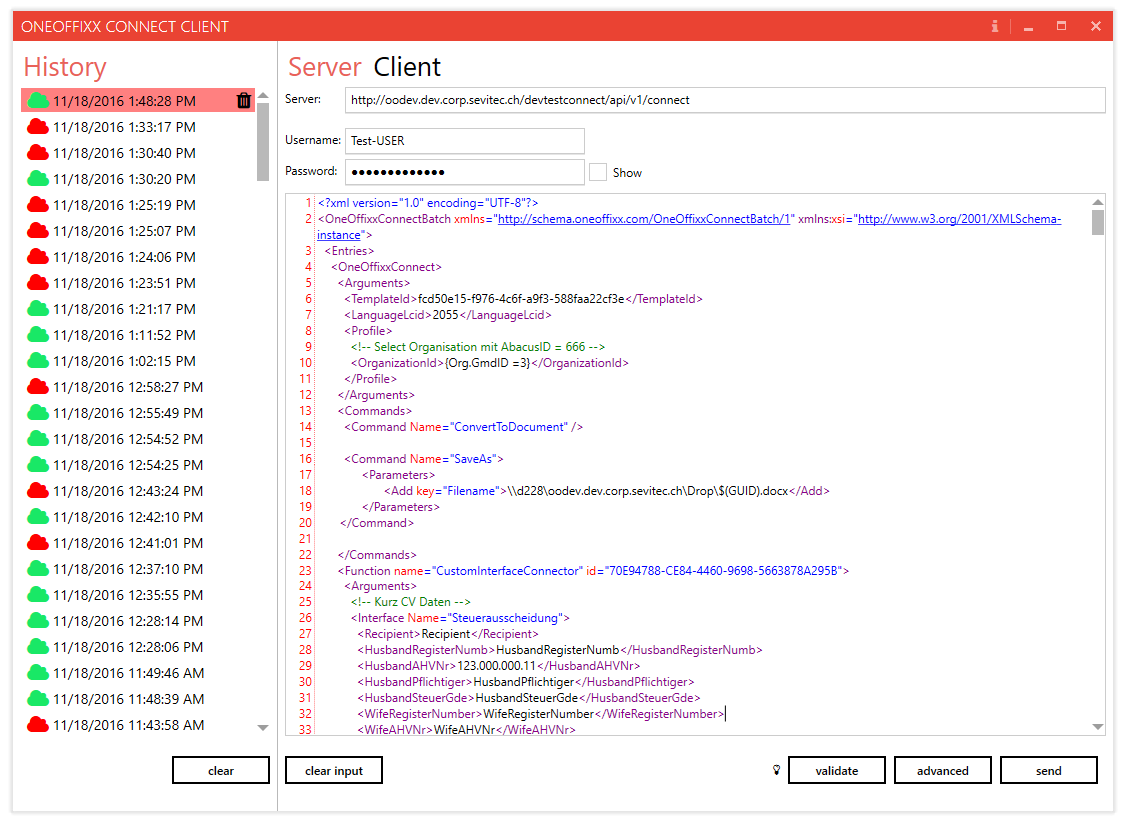 ONEOFFIXX CONNECT CLIENT
History
11/18/2016 1:48:28 PM
11/18/2016 1:33:17 PM
11/18/2016 1:30:40 PM
11/18/2016 1:30:20 PM
11/18/2016 1:25:19 PM
11/18/2016 1:25:07 PM
11/18/2016 1:24:06 PM
11/18/2016 1:23:51 PM
11/18/2016 1:21:17 PM
11/18/2016 1:11:52 PM
11/18/2016 1:02:15 PM
11/18/2016 12:58:27 PM
11/18/2016 12:55:49 PM
11/18/2016 12:54:52 PM
11/18/2016 12:54:25 PM
11/18/2016 12:43:24 PM
11/18/2016 12:42:10 PM
11/18/2016 12:41:01 PM
11/18/2016 12:37:10 PM
11/18/2016 12:35:55 PM
11/18/2016 12:28:14 PM
11/18/2016 12:28:06 PM
11/18/2016 11:49:46 AM
11/18/2016 11:48:39 AM
11/18/2016 11:43:58 AM
clear
Server Client
Server: http://oodev.dev.corp.sevitec.ch/devtestconnect/api/v1/connect
Username: Test-USER
Password: ●●●●●●●●●●●●● Show
1 <?xml version="1.0" encoding="UTF-8"?>
2 <OneOffixxConnectBatch xmlns="http://schema.oneoffixx.com/OneOffixxConnectBatch/1" xmlns:xsi="http://www.w3.org/2001/XMLSchema-
instance">
3 <Entries>
4 <OneOffixxConnect>
5 <Arguments>
6 <TemplateId>fcd50e15-f976-4c6f-a9f3-588faa22cf3e</TemplateId>
7 <LanguageLcid>2055</LanguageLcid>
8 <Profile>
9 <!-- Select Organisation mit AbacusID = 666 -->
10 <OrganizationId>{Org.GmdID =3}</OrganizationId>
11 </Profile>
12 </Arguments>
13 <Commands>
14 <Command Name="ConvertToDocument" />
15
16 <Command Name="SaveAs">
17 <Parameters>
18 <Add key="Filename">\\d228\oodev.dev.corp.sevitec.ch\Drop\$(GUID).docx</Add>
19 </Parameters>
20 </Command>
21
22 </Commands>
23 <Function name="CustomInterfaceConnector" id="70E94788-CE84-4460-9698-5663878A295B">
24 <Arguments>
25 <!-- Kurz CV Daten -->
26 <Interface Name="Steuerausscheidung">
27 <Recipient>Recipient</Recipient>
28 <HusbandRegisterNumb>HusbandRegisterNumb</HusbandRegisterNumb>
29 <HusbandAHVNr>123.000.000.11</HusbandAHVNr>
30 <HusbandPflichtiger>HusbandPflichtiger</HusbandPflichtiger>
31 <HusbandSteuerGde>HusbandSteuerGde</HusbandSteuerGde>
32 <WifeRegisterNumber>WifeRegisterNumber</WifeRegisterNumber>
33 <WifeAHVNr>WifeAHVNr</WifeAHVNr>
clear input validate advanced send